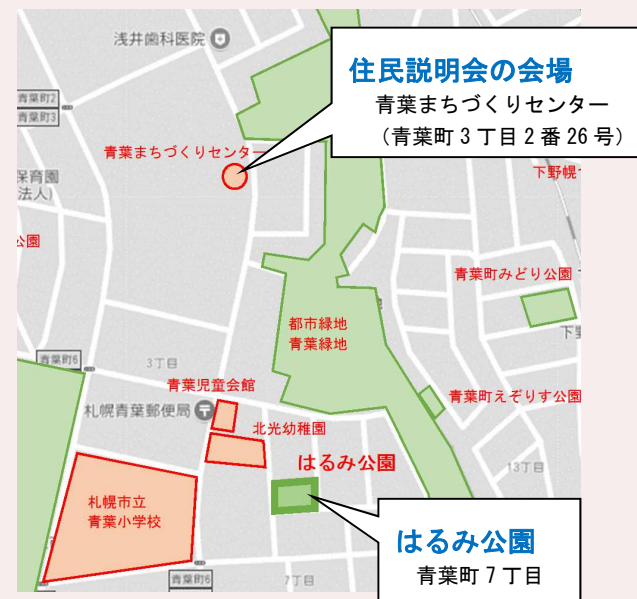 浅井歯科医院
住民説明会の会場
青葉まちづくりセンター
（青葉町3丁目2番26号）
青葉町2
青葉町3
青葉まちづくりセンター
保育園
法人)
下野幌
公園
青葉町みどり公園
都市緑地
青葉緑地
下野
青葉町6
3丁目
青葉児童会館
札幌青葉郵便局
青葉町えぞりす公園
北光幼稚園
はるみ公園
13丁目
札幌市立
青葉小学校
はるみ公園
青葉町7丁目
青葉町6
7丁目